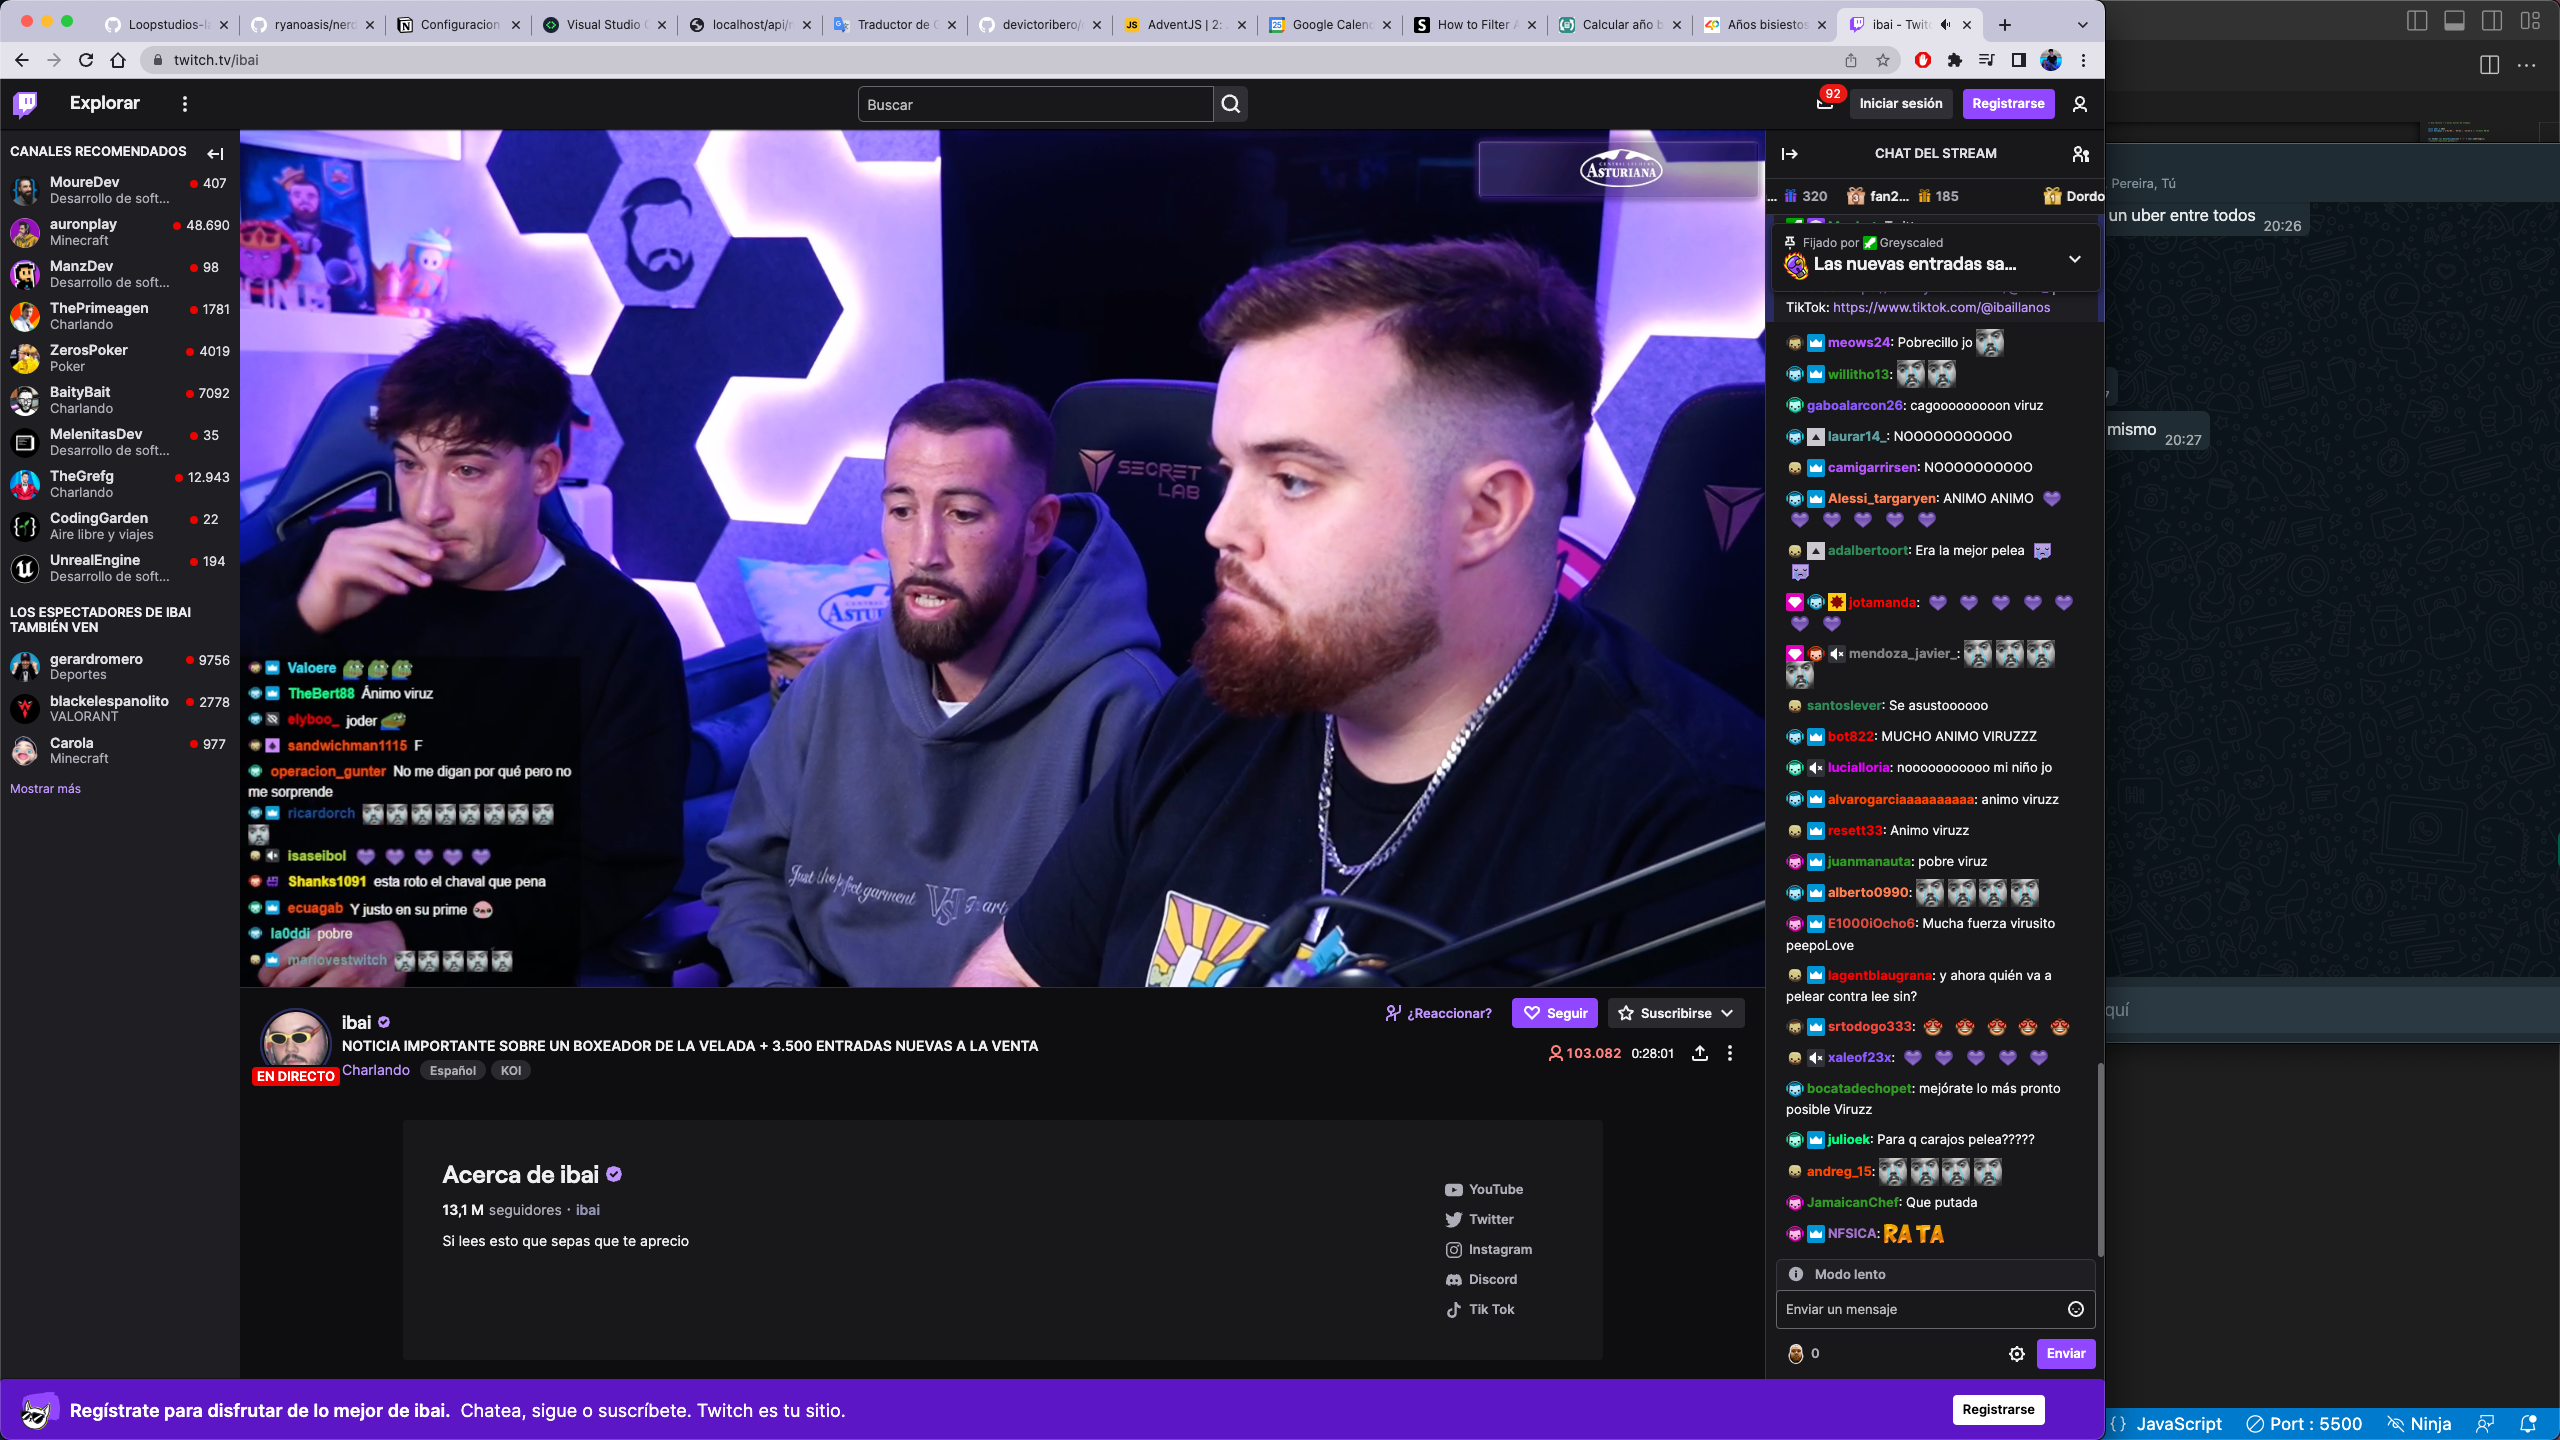 Loopstudios-la
ryanoasis/nerd
Configuracion
Visual Studio C
localhost/api/n
Traductor de G
devictoribero/
AdventJS | 2:
Google Calend
How to Filter A
Calcular año b
Años bisiestos
ibai - Twitc
twitch.tv/ibai
Explorar
Buscar
92
Iniciar sesión
Registrarse
CANALES RECOMENDADOS
MoureDev 407
Desarrollo de soft...
auronplay 48.690
Minecraft
ManzDev 98
Desarrollo de soft...
ThePrimeagen 1781
Charlando
ZerosPoker 4019
Poker
BaityBait 7092
Charlando
MelenitasDev 35
Desarrollo de soft...
TheGrefg 12.943
Charlando
CodingGarden 22
Aire libre y viajes
UnrealEngine 194
Desarrollo de soft...
LOS ESPECTADORES DE IBAI
TAMBIÉN VEN
gerardromero 9756
Deportes
blackelespanolito 2778
VALORANT
Carola 977
Minecraft
Mostrar más
CENTRAL LECHERA
ASTURIANA
SECRET
LAB
Just the perfect garment
Valoere
TheBert88 Ánimo viruz
elyboo_ joder
sandwichman1115 F
operacion_gunter No me digan por qué pero no
me sorprende
ricardorch
isaseibol
Shanks1091 esta roto el chaval que pena
ecuagab Y justo en su prime
la0ddi pobre
mariovestwitch
ibai
NOTICIA IMPORTANTE SOBRE UN BOXEADOR DE LA VELADA + 3.500 ENTRADAS NUEVAS A LA VENTA
EN DIRECTO
Charlando Español KOI
¿Reaccionar?
Seguir
Suscribirse
103.082 0:28:01
Acerca de ibai
13,1 M seguidores · ibai
Si lees esto que sepas que te aprecio
YouTube
Twitter
Instagram
Discord
Tik Tok
CHAT DEL STREAM
... 320 fan2... 185 Dordo
Fijado por Greyscaled
Las nuevas entradas sa...
TikTok: https://www.tiktok.com/@ibaillanos
meows24: Pobrecillo jo
willitho13:
gaboalarcon26: cagooooooooon viruz
laurar14_: NOOOOOOOOOOO
camigarrirsen: NOOOOOOOOOO
Alessi_targaryen: ANIMO ANIMO
adalbertoort: Era la mejor pelea
jotamanda:
mendoza_javier_:
santoslever: Se asustoooooo
bot822: MUCHO ANIMO VIRUZZZ
lucialloria: nooooooooooo mi niño jo
alvarogarciaaaaaaaaaa: animo viruzz
resett33: Animo viruzz
juanmanauta: pobre viruz
alberto0990:
E1000iOcho6: Mucha fuerza virusito
peepoLove
lagentblaugrana: y ahora quién va a
pelear contra lee sin?
srtodogo333:
xaleof23x:
bocatadechopet: mejórate lo más pronto
posible Viruzz
julioek: Para q carajos pelea?????
andreg_15:
JamaicanChef: Que putada
NFSICA: RATA
Modo lento
Enviar un mensaje
0
Enviar
Regístrate para disfrutar de lo mejor de ibai. Chatea, sigue o suscríbete. Twitch es tu sitio.
Registrarse
, Pereira, Tú
un uber entre todos
20:26
mismo
20:27
quí
{ } JavaScript Port : 5500 Ninja